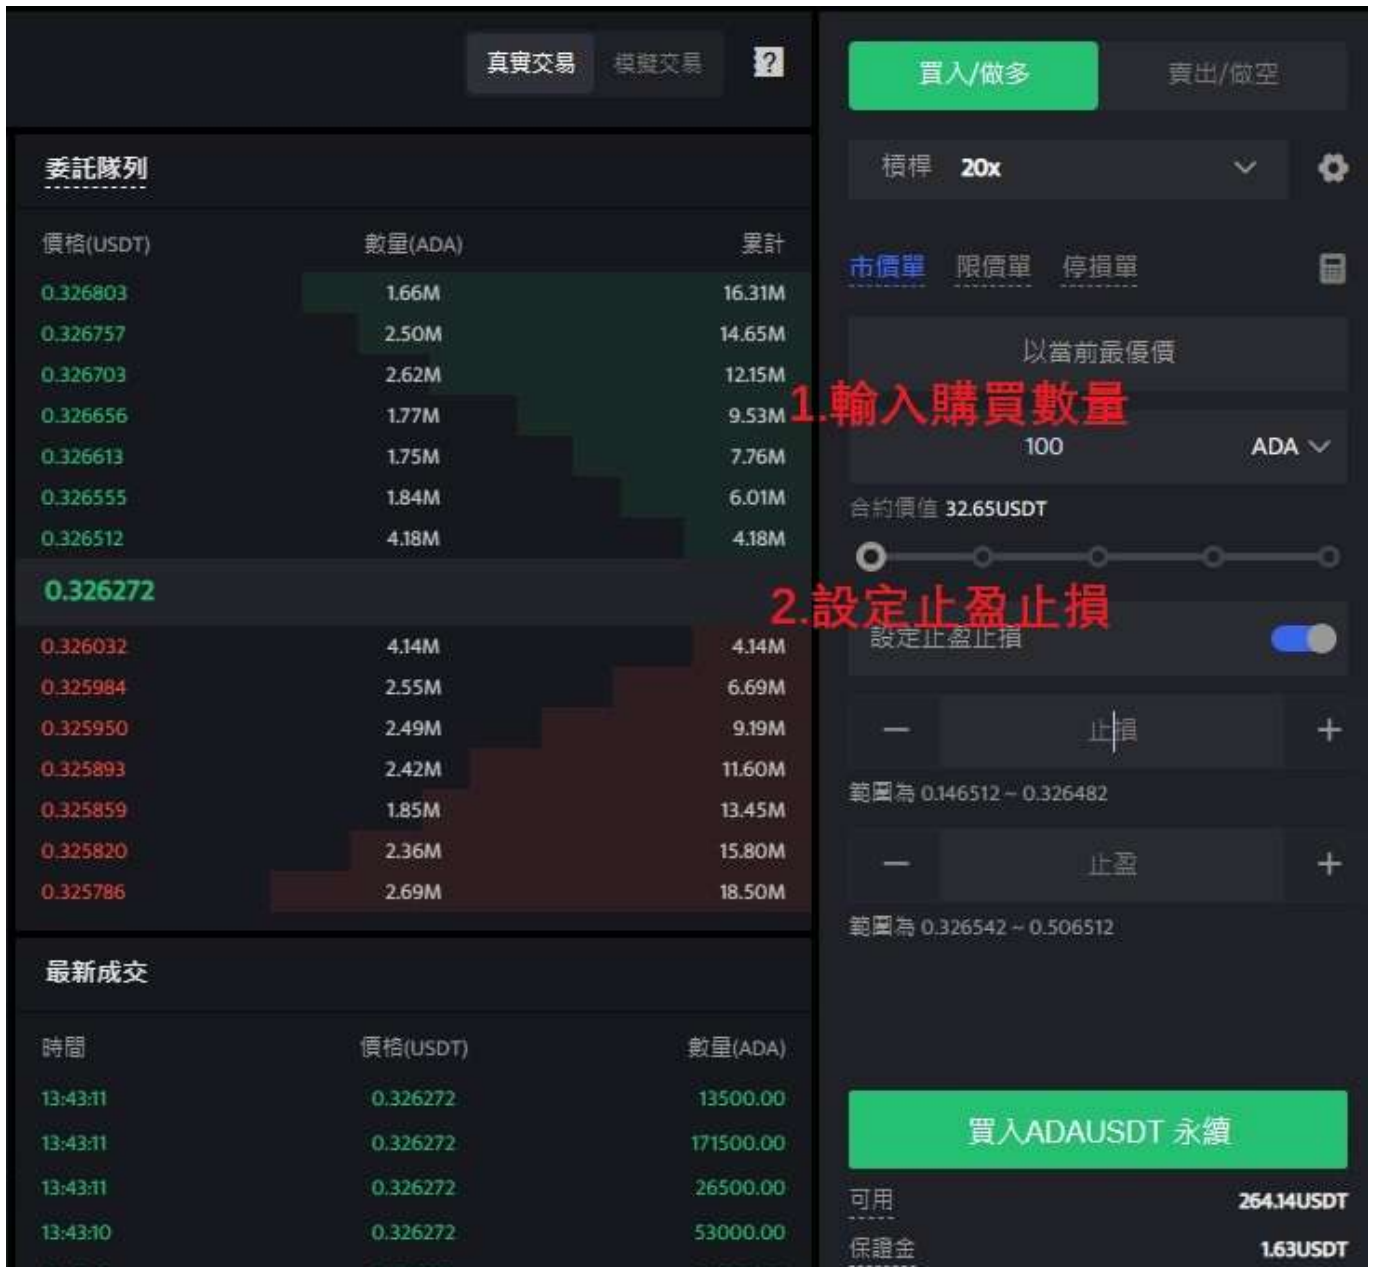 真實交易 模擬交易 ?
委託隊列
價格(USDT) 數量(ADA) 累計
0.326803 1.66M 16.31M
0.326757 2.50M 14.65M
0.326703 2.62M 12.15M
0.326656 1.77M 9.53M
0.326613 1.75M 7.76M
0.326555 1.84M 6.01M
0.326512 4.18M 4.18M
0.326272
0.326032 4.14M 4.14M
0.325984 2.55M 6.69M
0.325950 2.49M 9.19M
0.325893 2.42M 11.60M
0.325859 1.85M 13.45M
0.325820 2.36M 15.80M
0.325786 2.69M 18.50M
最新成交
時間 價格(USDT) 數量(ADA)
13:43:11 0.326272 13500.00
13:43:11 0.326272 171500.00
13:43:11 0.326272 26500.00
13:43:10 0.326272 53000.00
買入/做多 賣出/做空
槓桿 20x
市價單 限價單 停損單
以當前最優價
1.輸入購買數量
100 ADA
合約價值 32.65USDT
2.設定止盈止損
設定止盈止損
— 止損 +
範圍為 0.146512 ~ 0.326482
— 止盈 +
範圍為 0.326542 ~ 0.506512
買入ADAUSDT 永續
可用 264.14USDT
保證金 1.63USDT